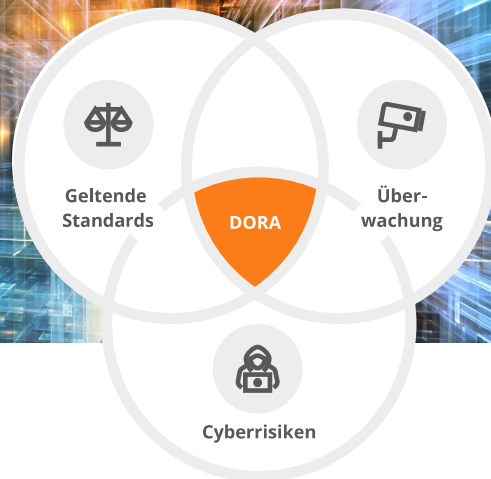 Geltende
Standards
Über-
wachung
DORA
Cyberrisiken